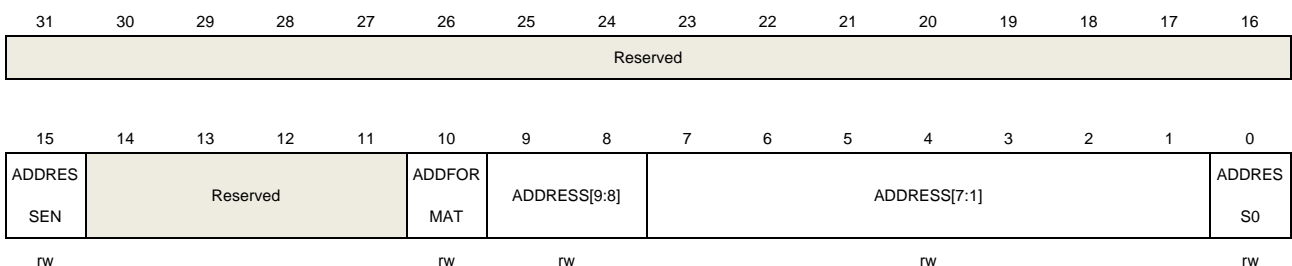 31 30 29 28 27 26 25 24 23 22 21 20 19 18 17 16
Reserved
15 14 13 12 11 10 9 8 7 6 5 4 3 2 1 0
ADDRES
SEN
Reserved
ADDFOR
MAT
ADDRESS[9:8]
ADDRESS[7:1]
ADDRES
S0
rw rw rw rw rw